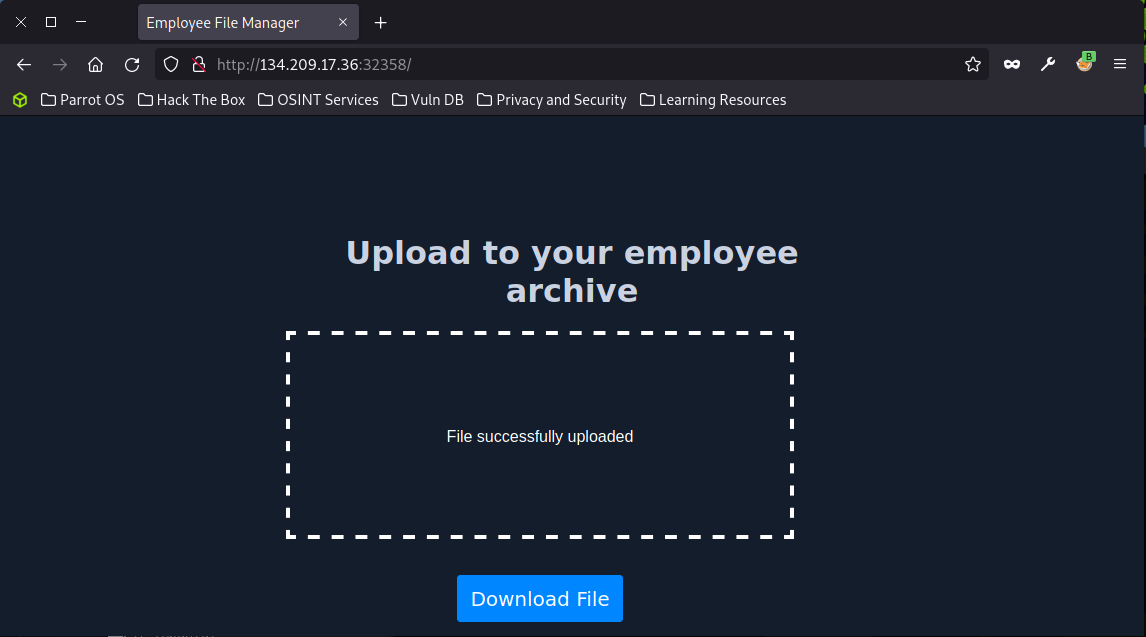 Employee File Manager
http://134.209.17.36:32358/
B
Parrot OS Hack The Box OSINT Services Vuln DB Privacy and Security Learning Resources
Upload to your employee
archive
File successfully uploaded
Download File